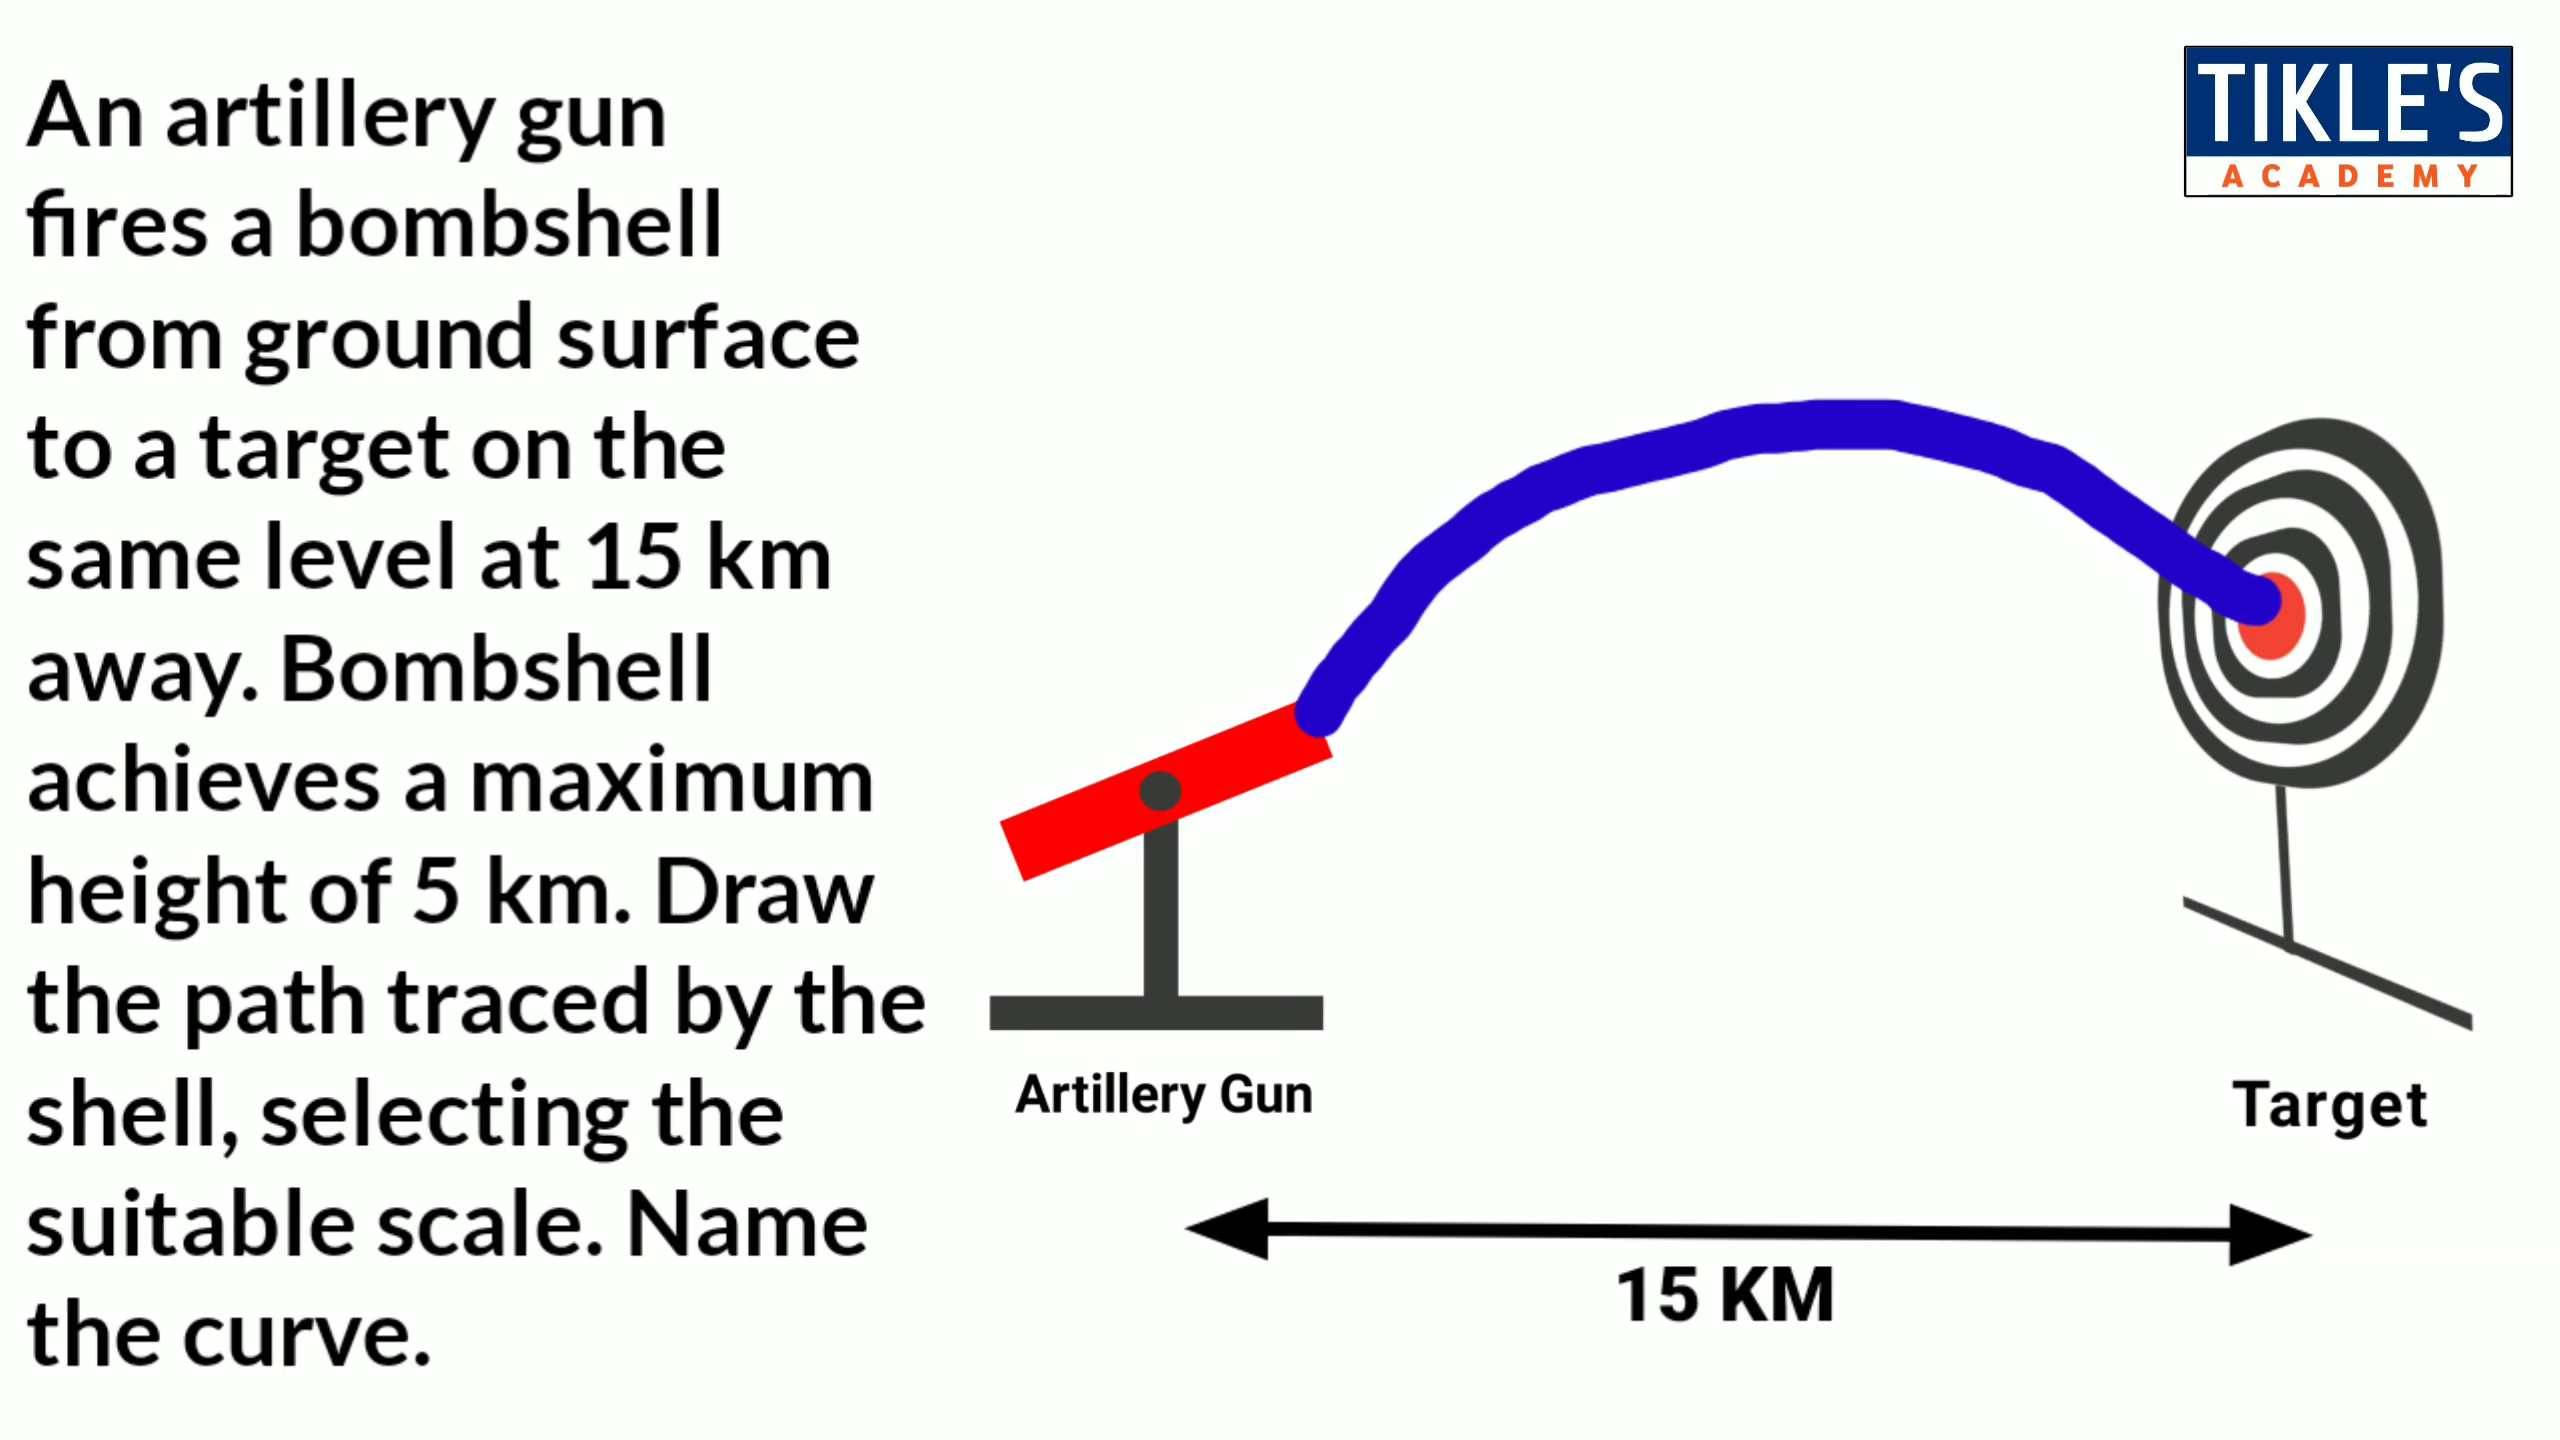 An artillery gun
fires a bombshell
from ground surface
to a target on the
same level at 15 km
away. Bombshell
achieves a maximum
height of 5 km. Draw
the path traced by the
shell, selecting the
suitable scale. Name
the curve.
TIKLE'S
ACADEMY
Artillery Gun
Target
15 KM